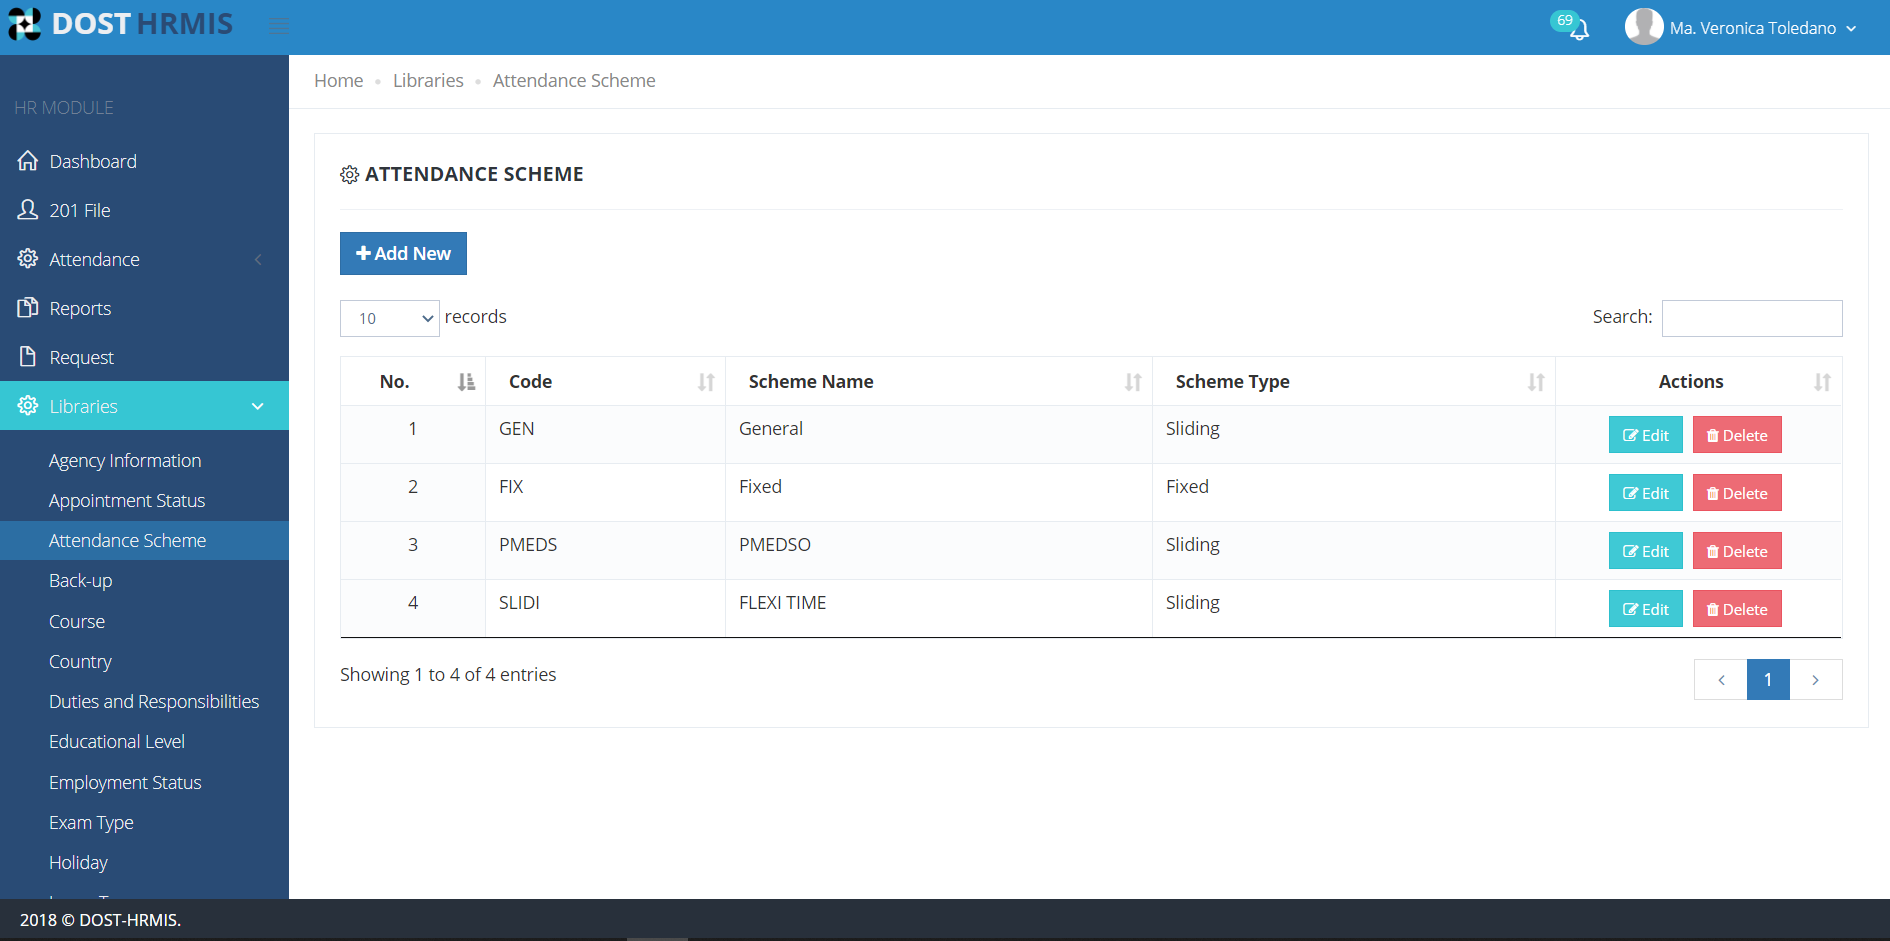 DOST HRMIS
69
Ma. Veronica Toledano
HR MODULE
Dashboard
201 File
Attendance
Reports
Request
Libraries
Agency Information
Appointment Status
Attendance Scheme
Back-up
Course
Country
Duties and Responsibilities
Educational Level
Employment Status
Exam Type
Holiday
Home • Libraries • Attendance Scheme
ATTENDANCE SCHEME
Add New
10 records
Search:
No. Code Scheme Name Scheme Type Actions
1 GEN General Sliding Edit Delete
2 FIX Fixed Fixed Edit Delete
3 PMEDS PMEDSO Sliding Edit Delete
4 SLIDI FLEXI TIME Sliding Edit Delete
Showing 1 to 4 of 4 entries
1
2018 © DOST-HRMIS.